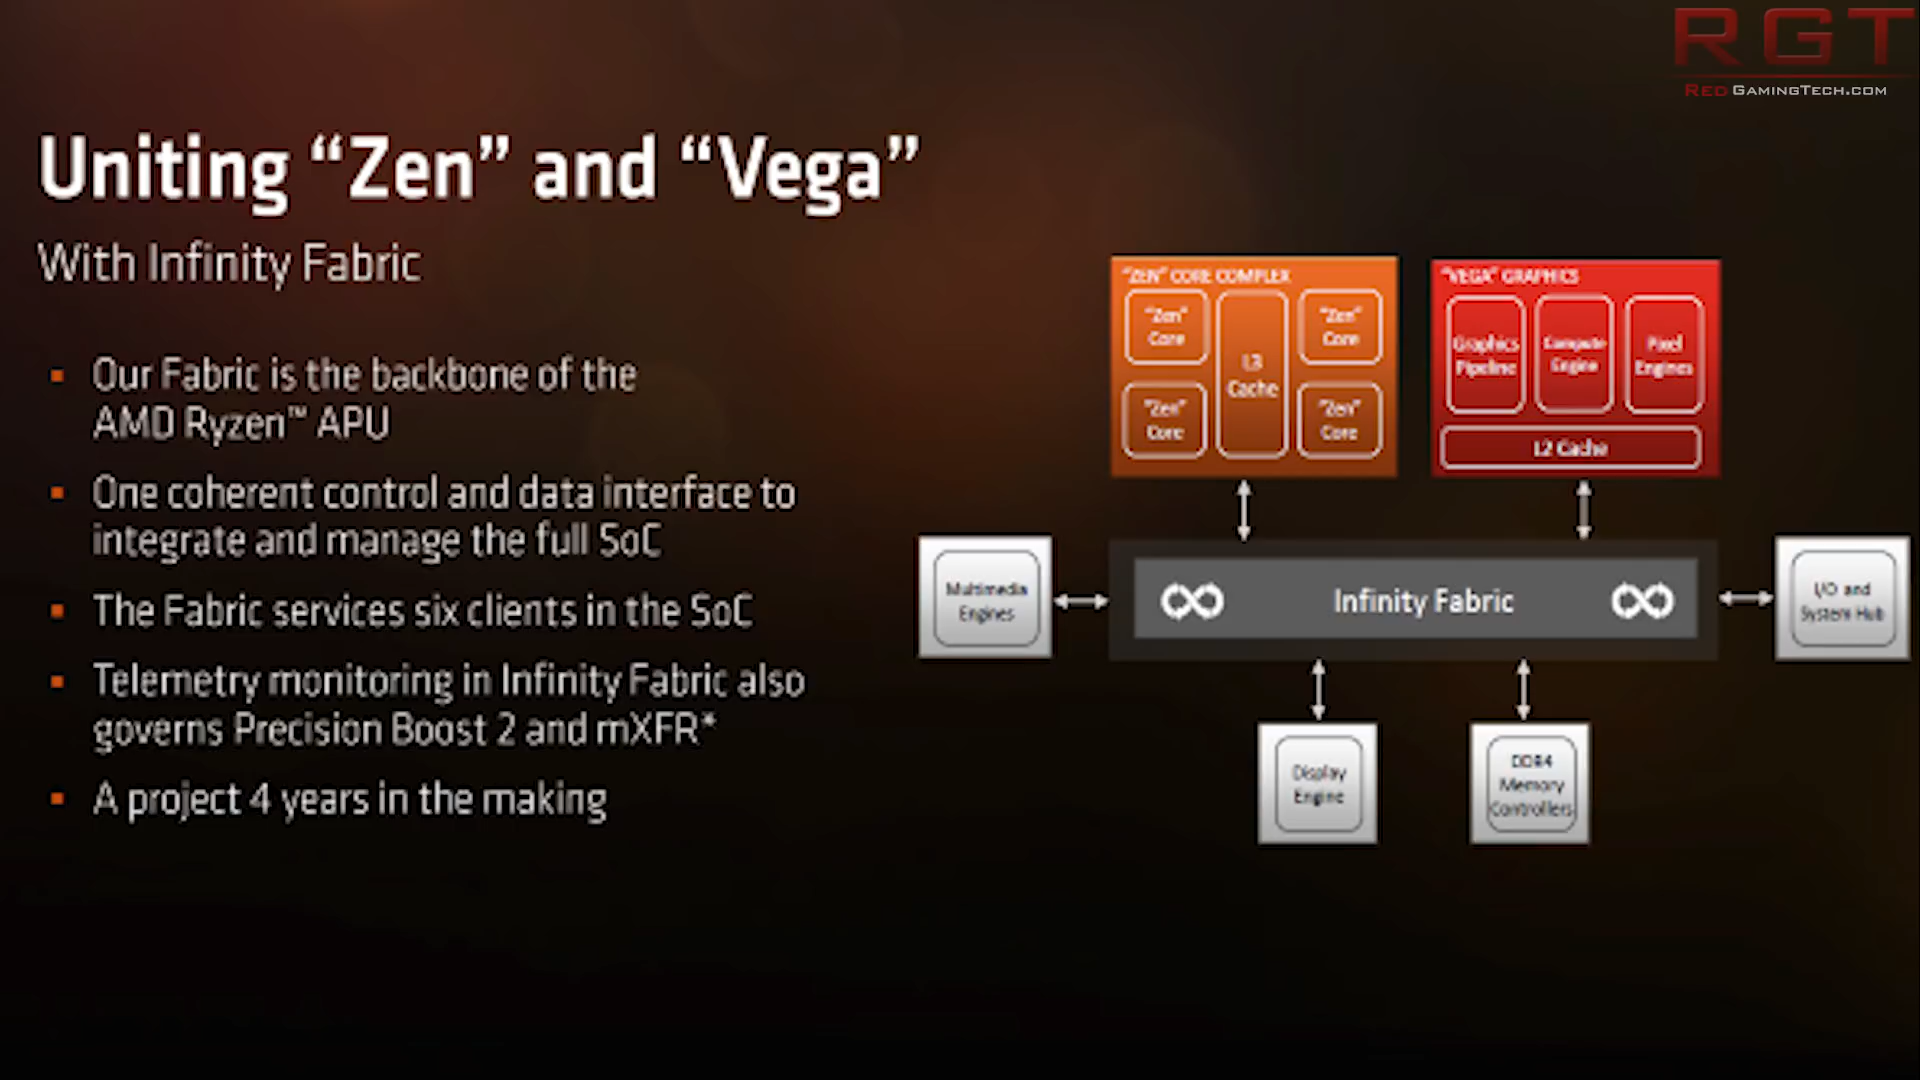 RGT
RedGamingTech.com
Uniting “Zen” and “Vega”
With Infinity Fabric
▪ Our Fabric is the backbone of the
AMD Ryzen™ APU
▪ One coherent control and data interface to
integrate and manage the full SoC
▪ The Fabric services six clients in the SoC
▪ Telemetry monitoring in Infinity Fabric also
governs Precision Boost 2 and mXFR*
▪ A project 4 years in the making
“ZEN” CORE COMPLEX
“Zen”
Core
“Zen”
Core
L3
Cache
“Zen”
Core
“Zen”
Core
“VEGA” GRAPHICS
Graphics
Pipeline
Compute
Engine
Pixel
Engines
L2 Cache
Multimedia
Engines
Infinity Fabric
I/O and
System Hub
Display
Engine
DDR4
Memory
Controllers